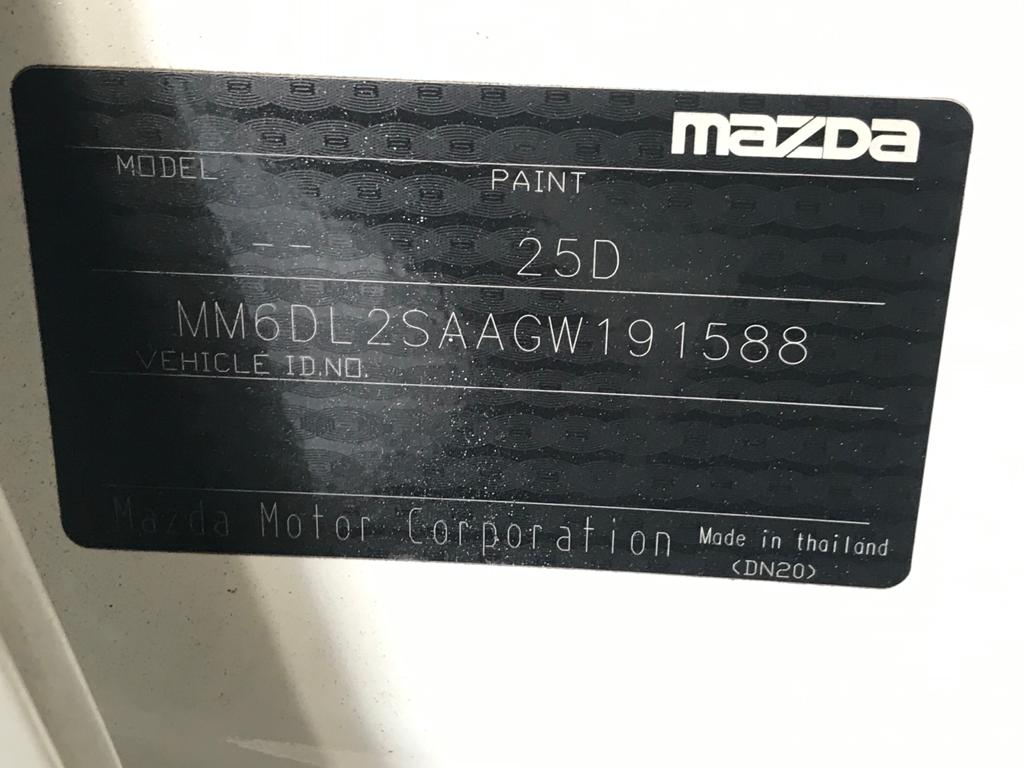 mazda
MODEL PAINT
-- 25D
MM6DL2SAAGW191588
VEHICLE ID.NO.
Mazda Motor Corporation Made in thailand
(DN20)